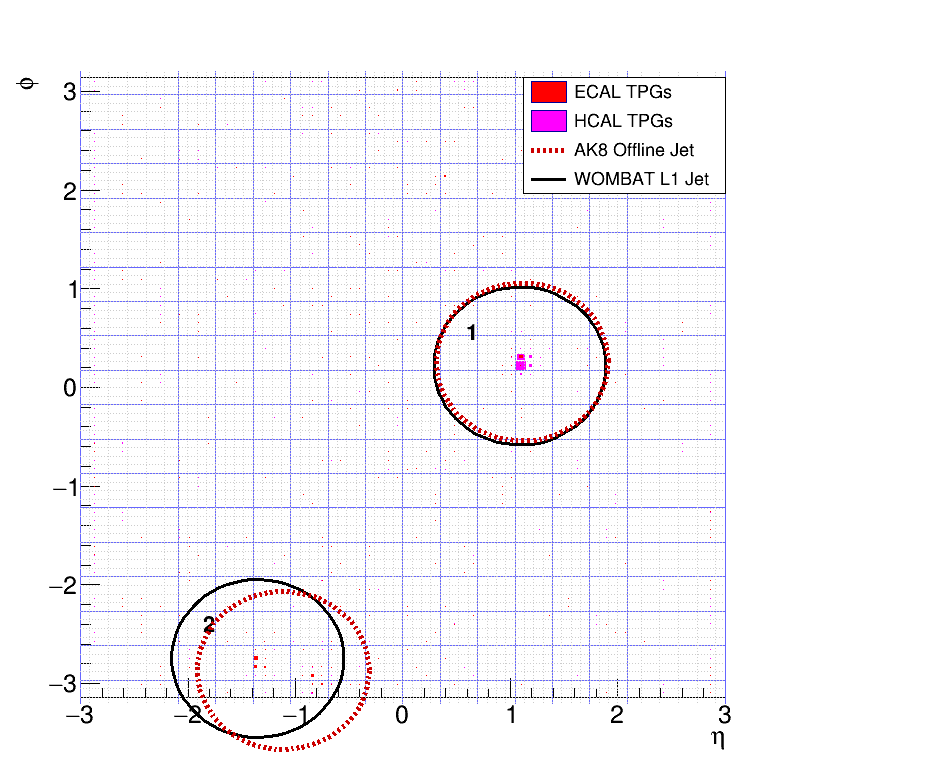 φ
3
2
1
0
−1
−2
−3
ECAL TPGs
HCAL TPGs
AK8 Offline Jet
WOMBAT L1 Jet
1
2
−3 −2 −1 0 1 2 3
η